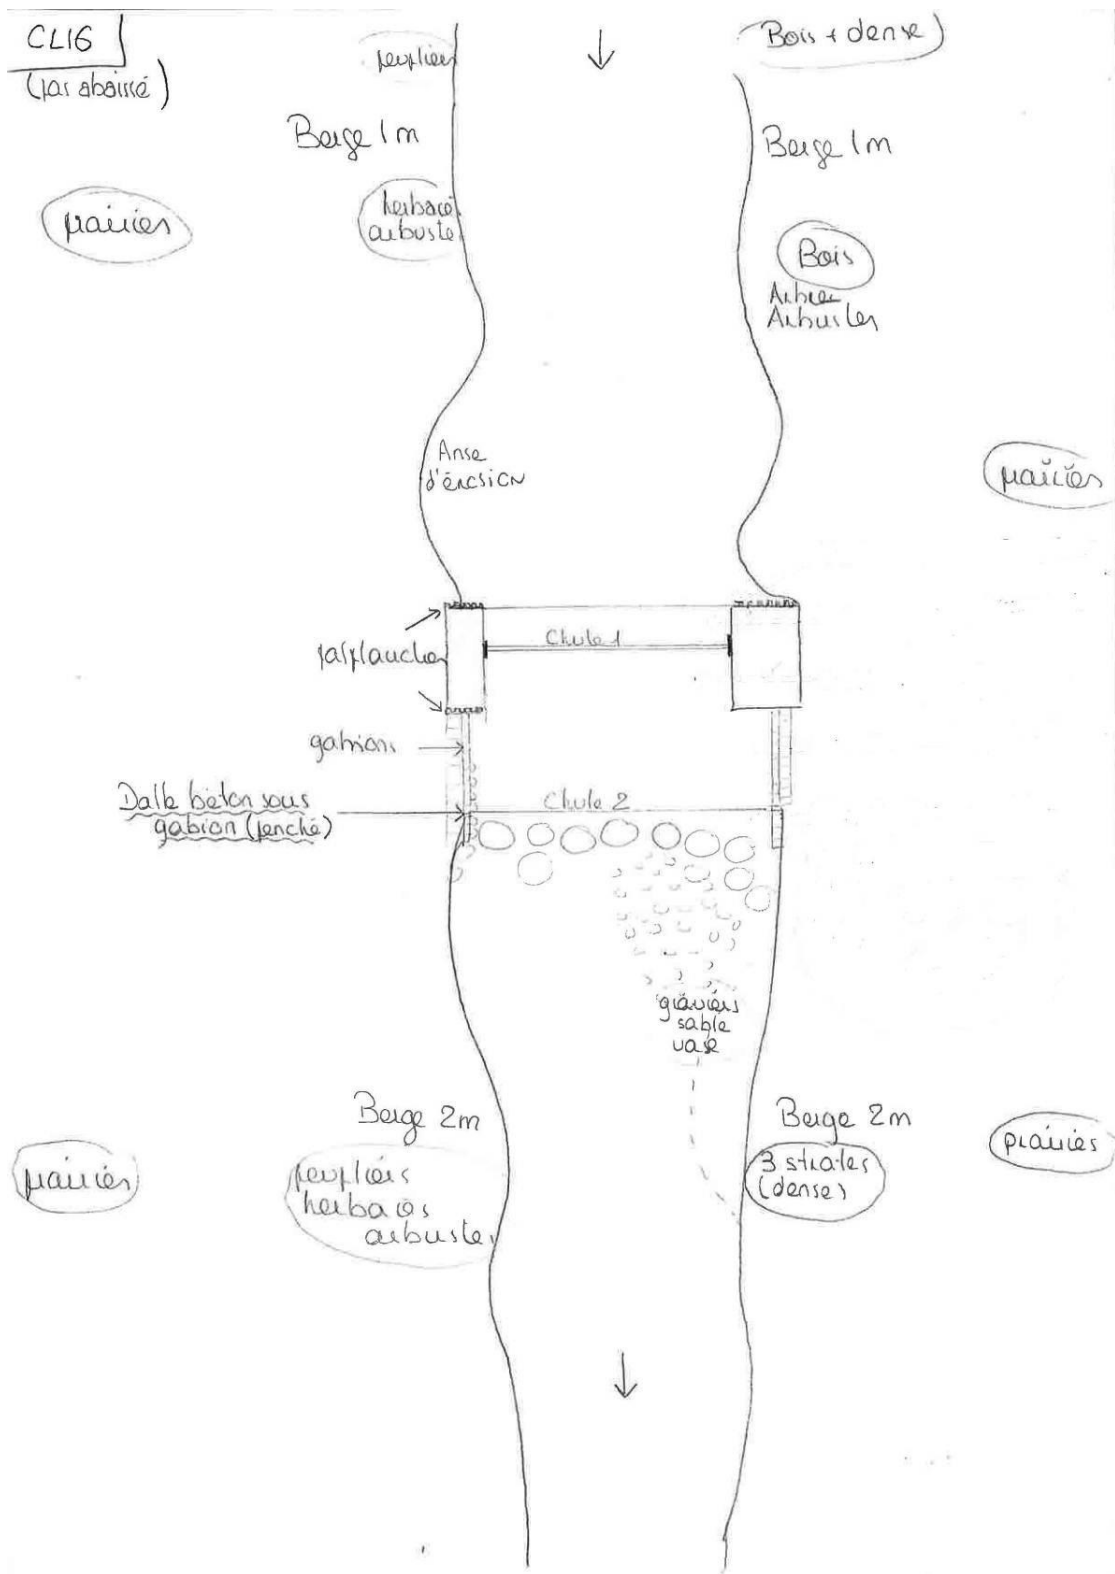 CL16
(pas abaissé)
peupliers
Bois + dense
Berge 1m
Berge 1m
prairies
herbacé
arbustes
Bois
Arbres
Arbustes
Anse
d'érosion
prairies
Chute 1
palplanches
gabions
Dalle béton sous
gabion (penché)
Chute 2
graviers
sable
vase
Berge 2m
Berge 2m
prairies
prairies
peupliers
herbacés
arbustes
3 strates
(denses)